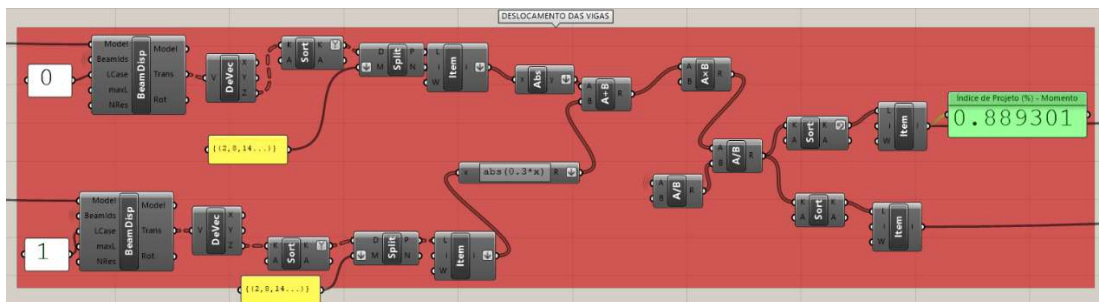 DESLOCAMENTO DAS VIGAS
0
Model
BeamIds
LCase
maxL
NRes
BeamDisp
Model
Trans
Rot
V
DeVec
X
Y
Z
K
A
Sort
K
A
D
M
Split
P
N
L
i
W
Item
i
x
Abs
y
A
B
A+B
R
A
B
A×B
R
{(2,8,14...)}
x
abs(0.3*x)
R
A
B
A/B
R
A
B
A/B
R
K
A
Sort
K
A
L
i
W
Item
i
Índice de Projeto (%) - Momento
0.889301
K
A
Sort
K
A
L
i
W
Item
i
1
Model
BeamIds
LCase
maxL
NRes
BeamDisp
Model
Trans
Rot
V
DeVec
X
Y
Z
K
A
Sort
K
A
D
M
Split
P
N
L
i
W
Item
i
{(2,8,14...)}